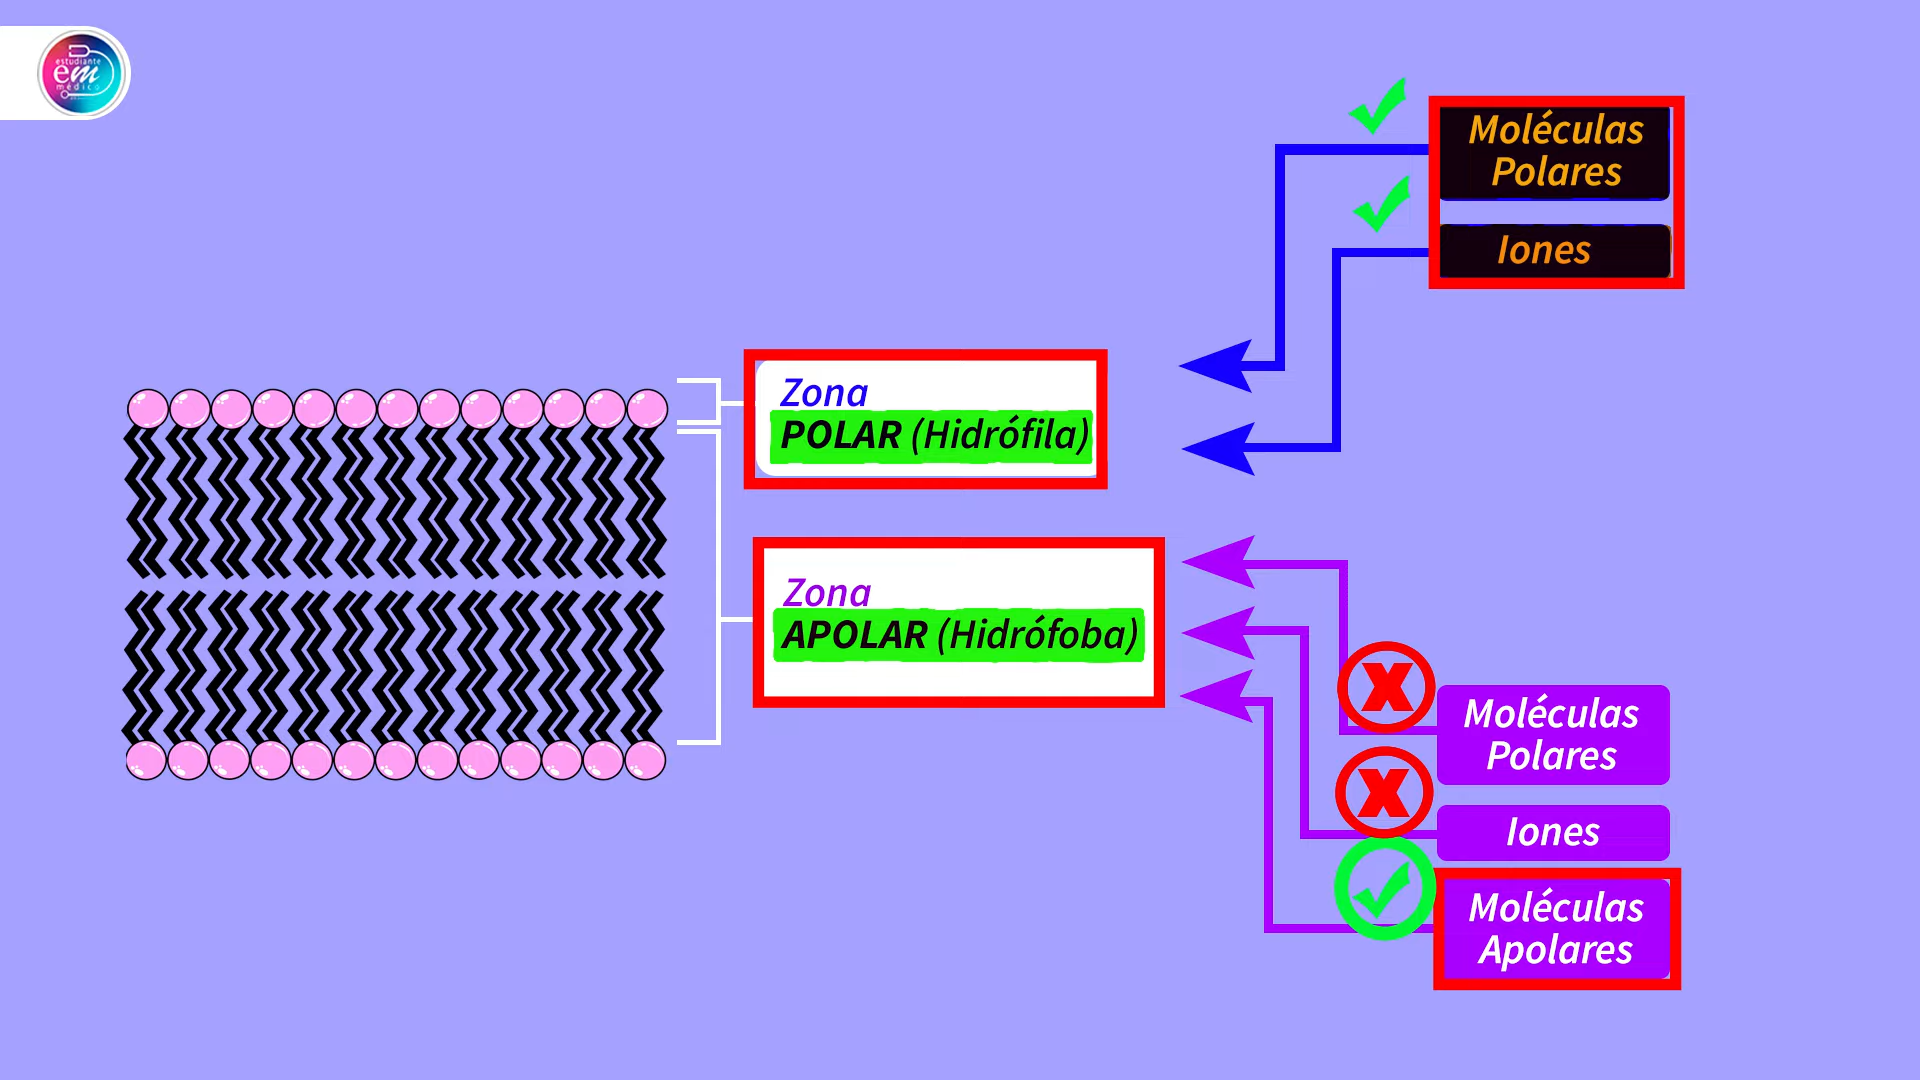 estudiante
em
médico
Moléculas
Polares
Iones
Zona
POLAR (Hidrófila)
Zona
APOLAR (Hidrófoba)
Moléculas
Polares
Iones
Moléculas
Apolares